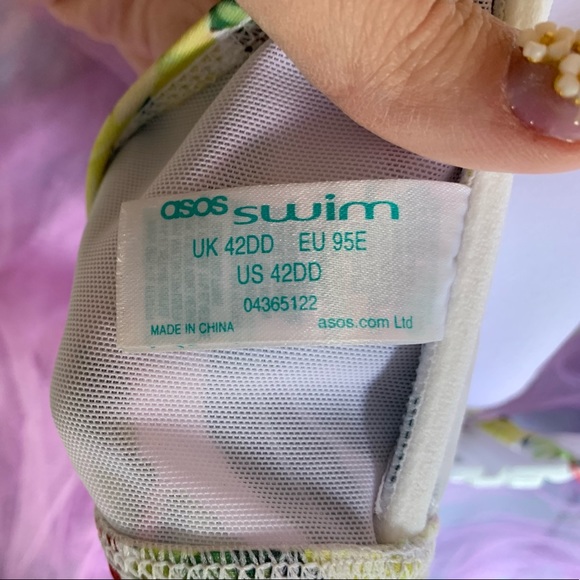 asos swim
UK 42DD EU 95E
US 42DD
04365122
MADE IN CHINA asos.com Ltd